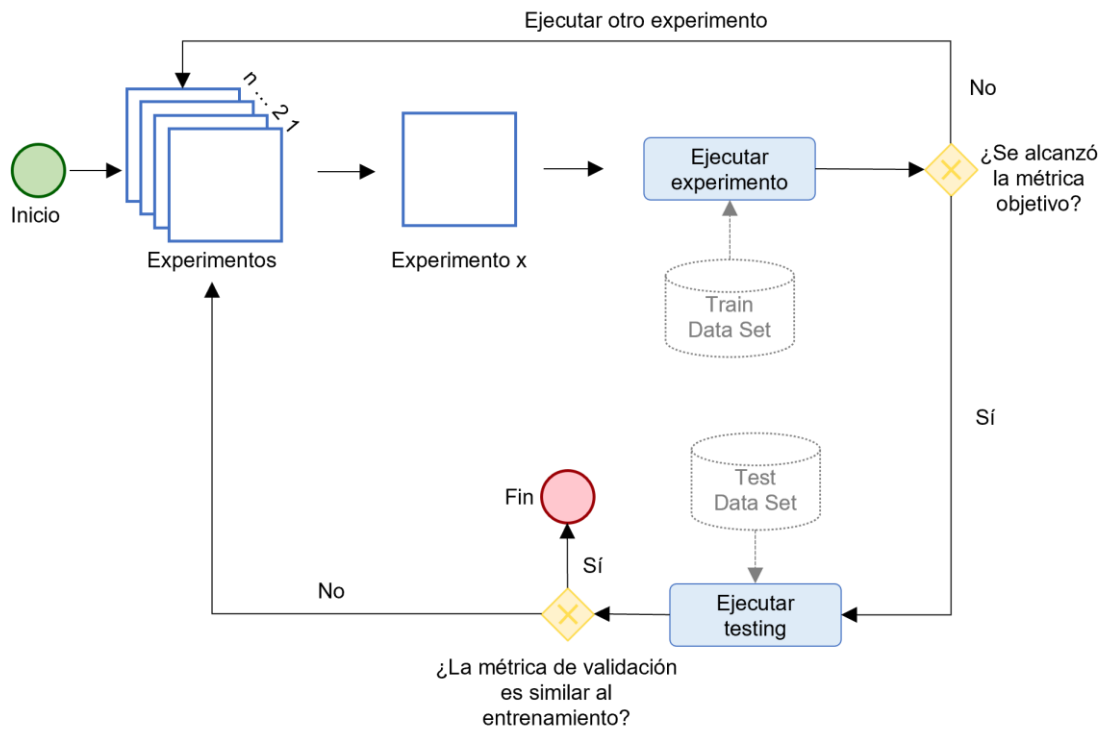 Ejecutar otro experimento
No
n ... 2 1
Ejecutar
experimento
¿Se alcanzó
la métrica
objetivo?
Inicio
Experimentos
Experimento x
Train
Data Set
Sí
Test
Data Set
Fin
Sí
No
Ejecutar
testing
¿La métrica de validación
es similar al
entrenamiento?